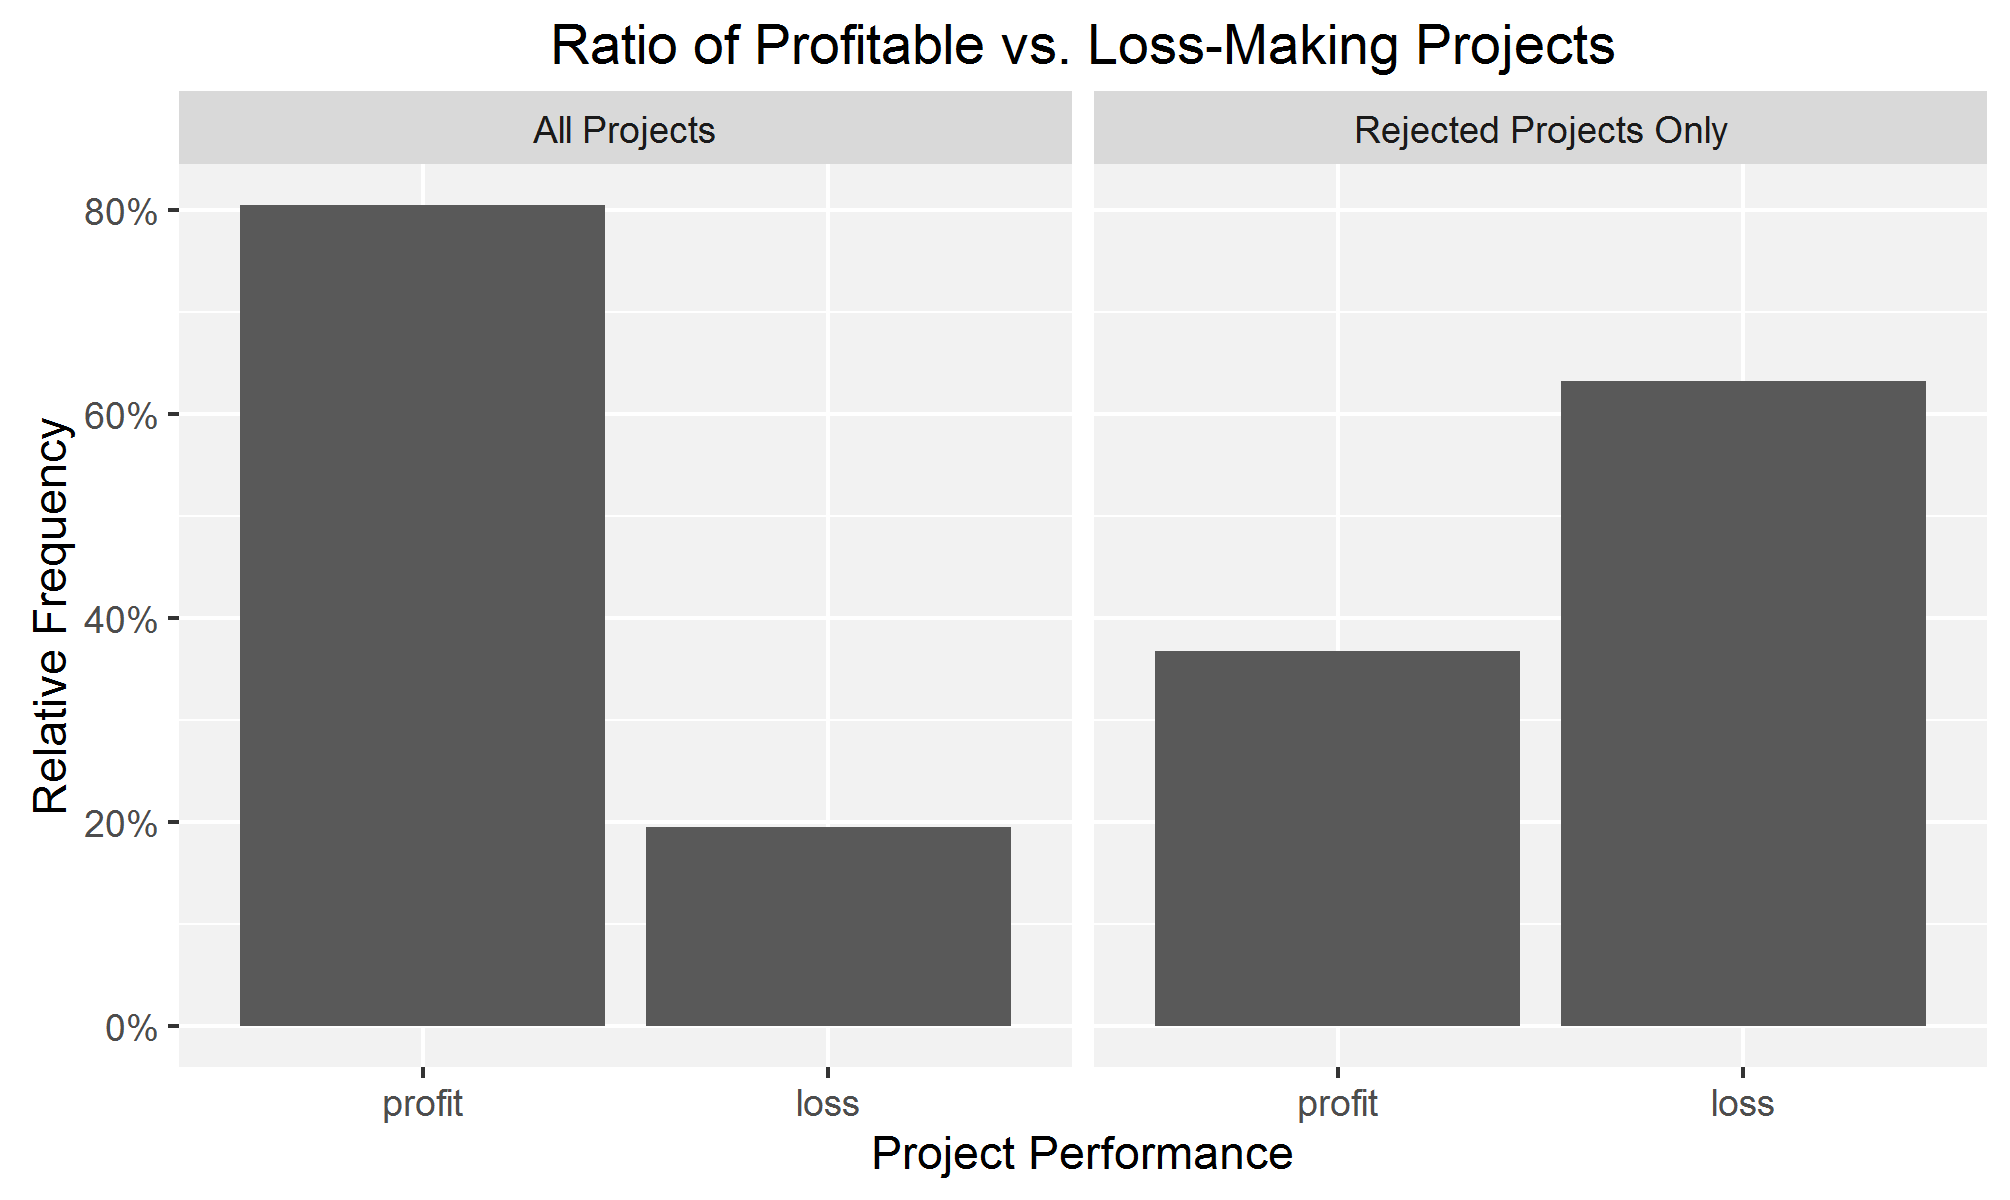 Ratio of Profitable vs. Loss-Making Projects
All Projects
Rejected Projects Only
Relative Frequency
80%
60%
40%
20%
0%
profit
loss
profit
loss
Project Performance